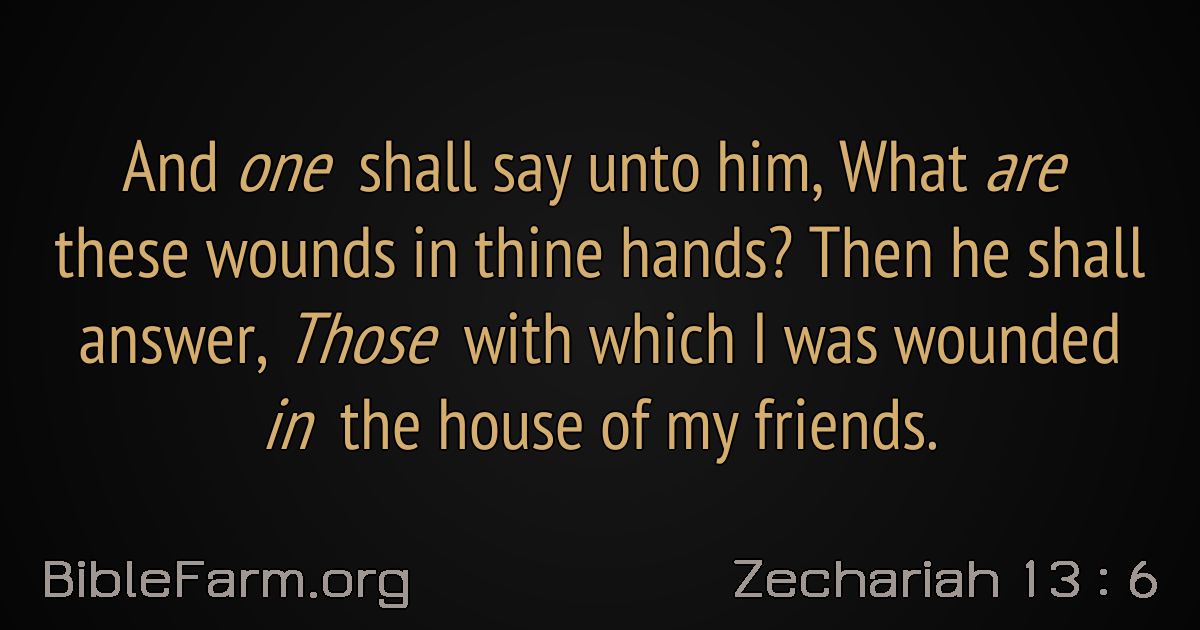 And one shall say unto him, What are
these wounds in thine hands? Then he shall
answer, Those with which I was wounded
in the house of my friends.
BibleFarm.org
Zechariah 13 : 6